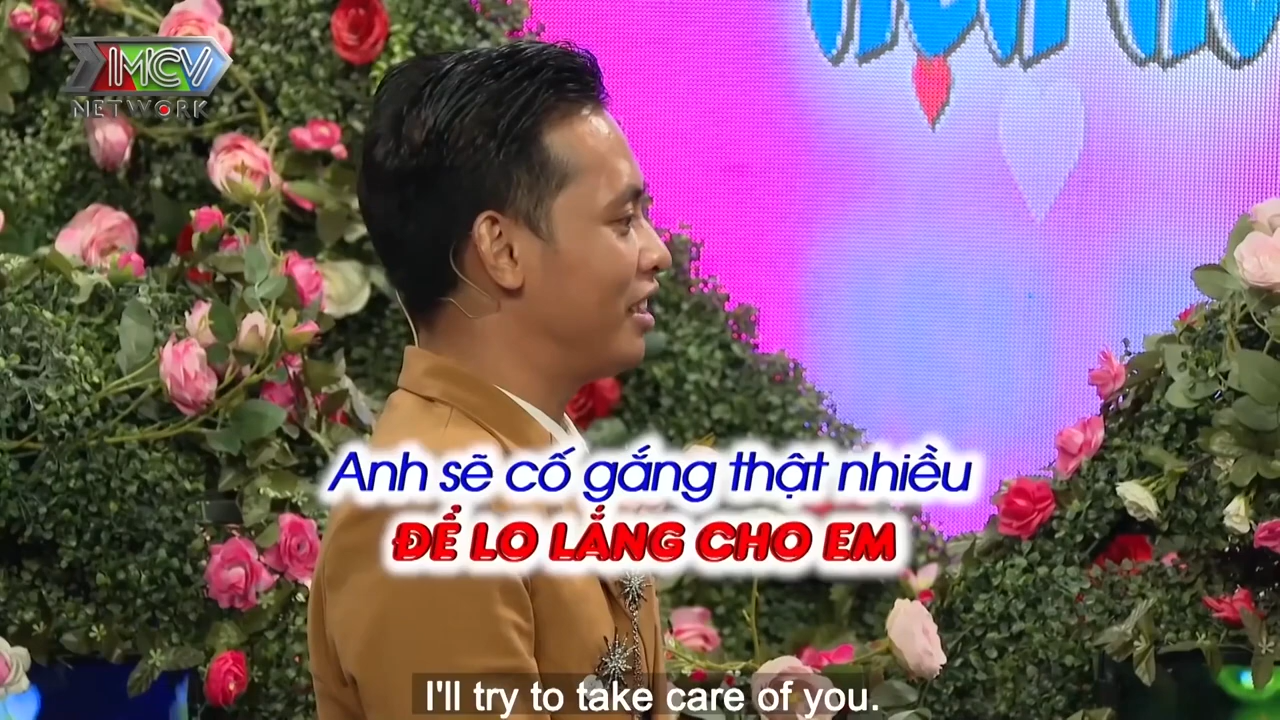 MCV
NETWORK
Anh sẽ cố gắng thật nhiều
ĐỂ LO LẮNG CHO EM
I'll try to take care of you.